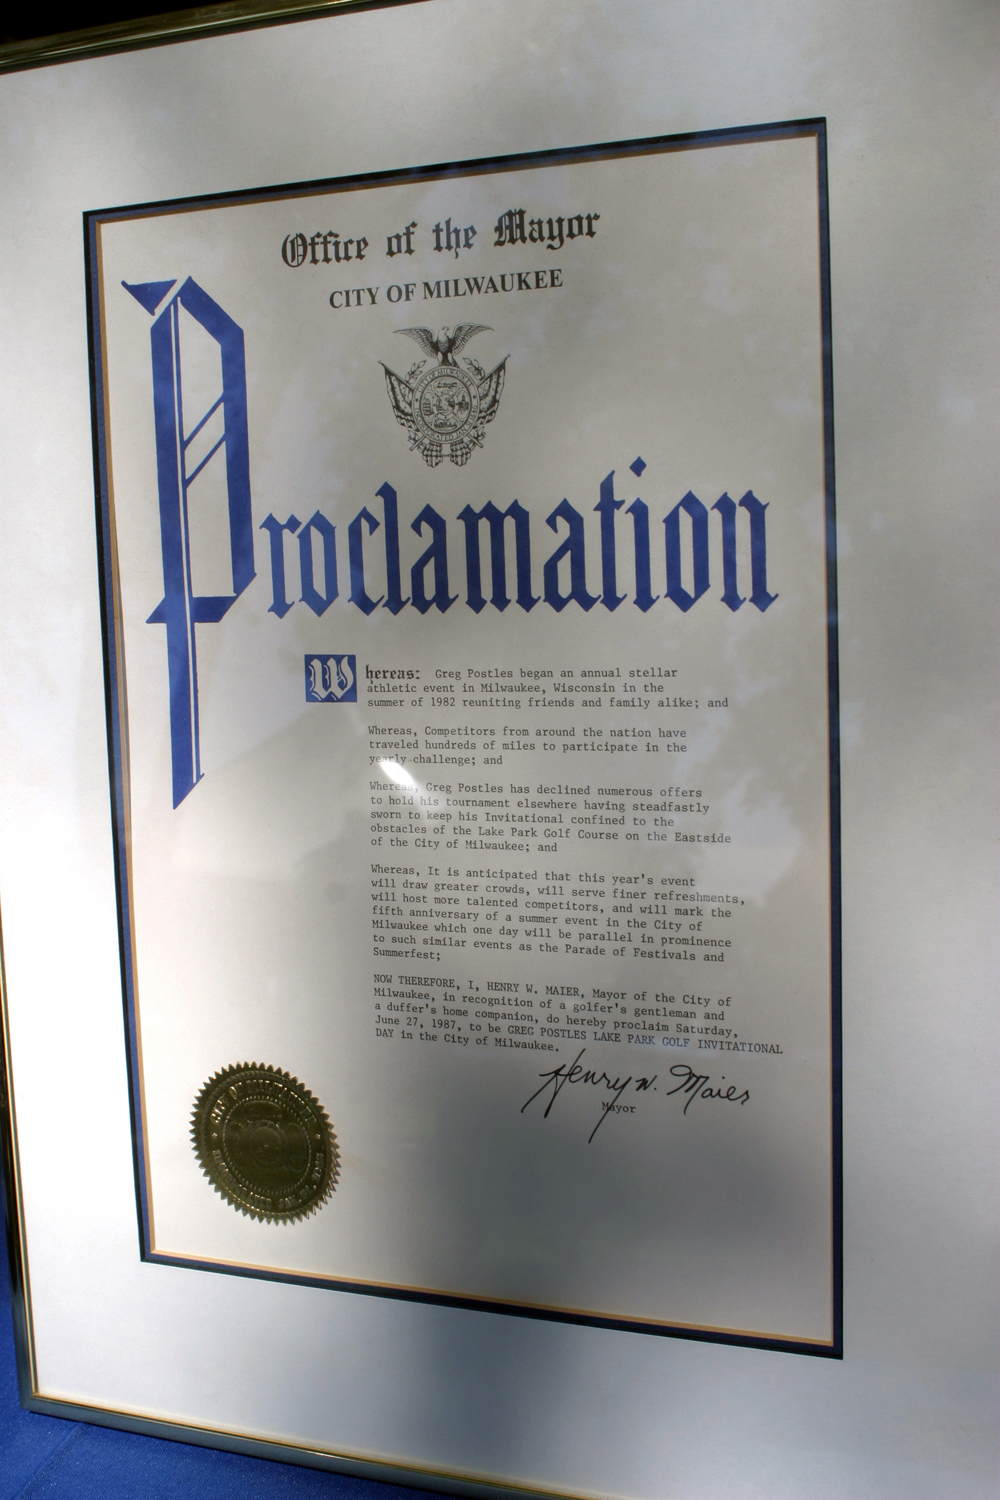 Office of the Mayor
CITY OF MILWAUKEE
Proclamation
Whereas: Greg Postles began an annual stellar
athletic event in Milwaukee, Wisconsin in the
summer of 1982 reuniting friends and family alike; and
Whereas, Competitors from around the nation have
traveled hundreds of miles to participate in the
yearly challenge; and
Whereas, Greg Postles has declined numerous offers
to hold his tournament elsewhere having steadfastly
sworn to keep his Invitational confined to the
obstacles of the Lake Park Golf Course on the Eastside
of the City of Milwaukee; and
Whereas, It is anticipated that this year's event
will draw greater crowds, will serve finer refreshments,
will host more talented competitors, and will mark the
fifth anniversary of a summer event in the City of
Milwaukee which one day will be parallel in prominence
to such similar events as the Parade of Festivals and
Summerfest;
NOW THEREFORE, I, HENRY W. MAIER, Mayor of the City of
Milwaukee, in recognition of a golfer's gentleman and
a duffer's home companion, do hereby proclaim Saturday,
June 27, 1987, to be GREG POSTLES LAKE PARK GOLF INVITATIONAL
DAY in the City of Milwaukee.
Henry W. Maier
Mayor